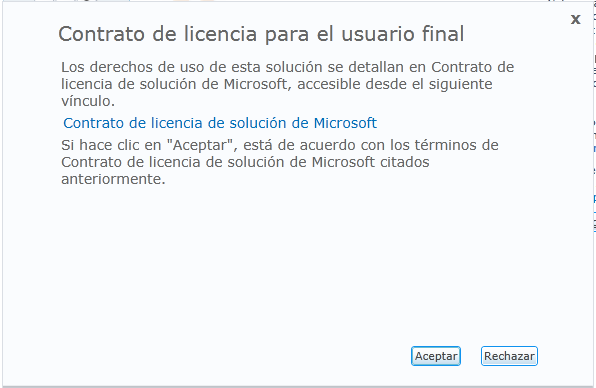 x
Contrato de licencia para el usuario final
Los derechos de uso de esta solución se detallan en Contrato de
licencia de solución de Microsoft, accesible desde el siguiente
vínculo.
Contrato de licencia de solución de Microsoft
Si hace clic en "Aceptar", está de acuerdo con los términos de
Contrato de licencia de solución de Microsoft citados
anteriormente.
Aceptar Rechazar